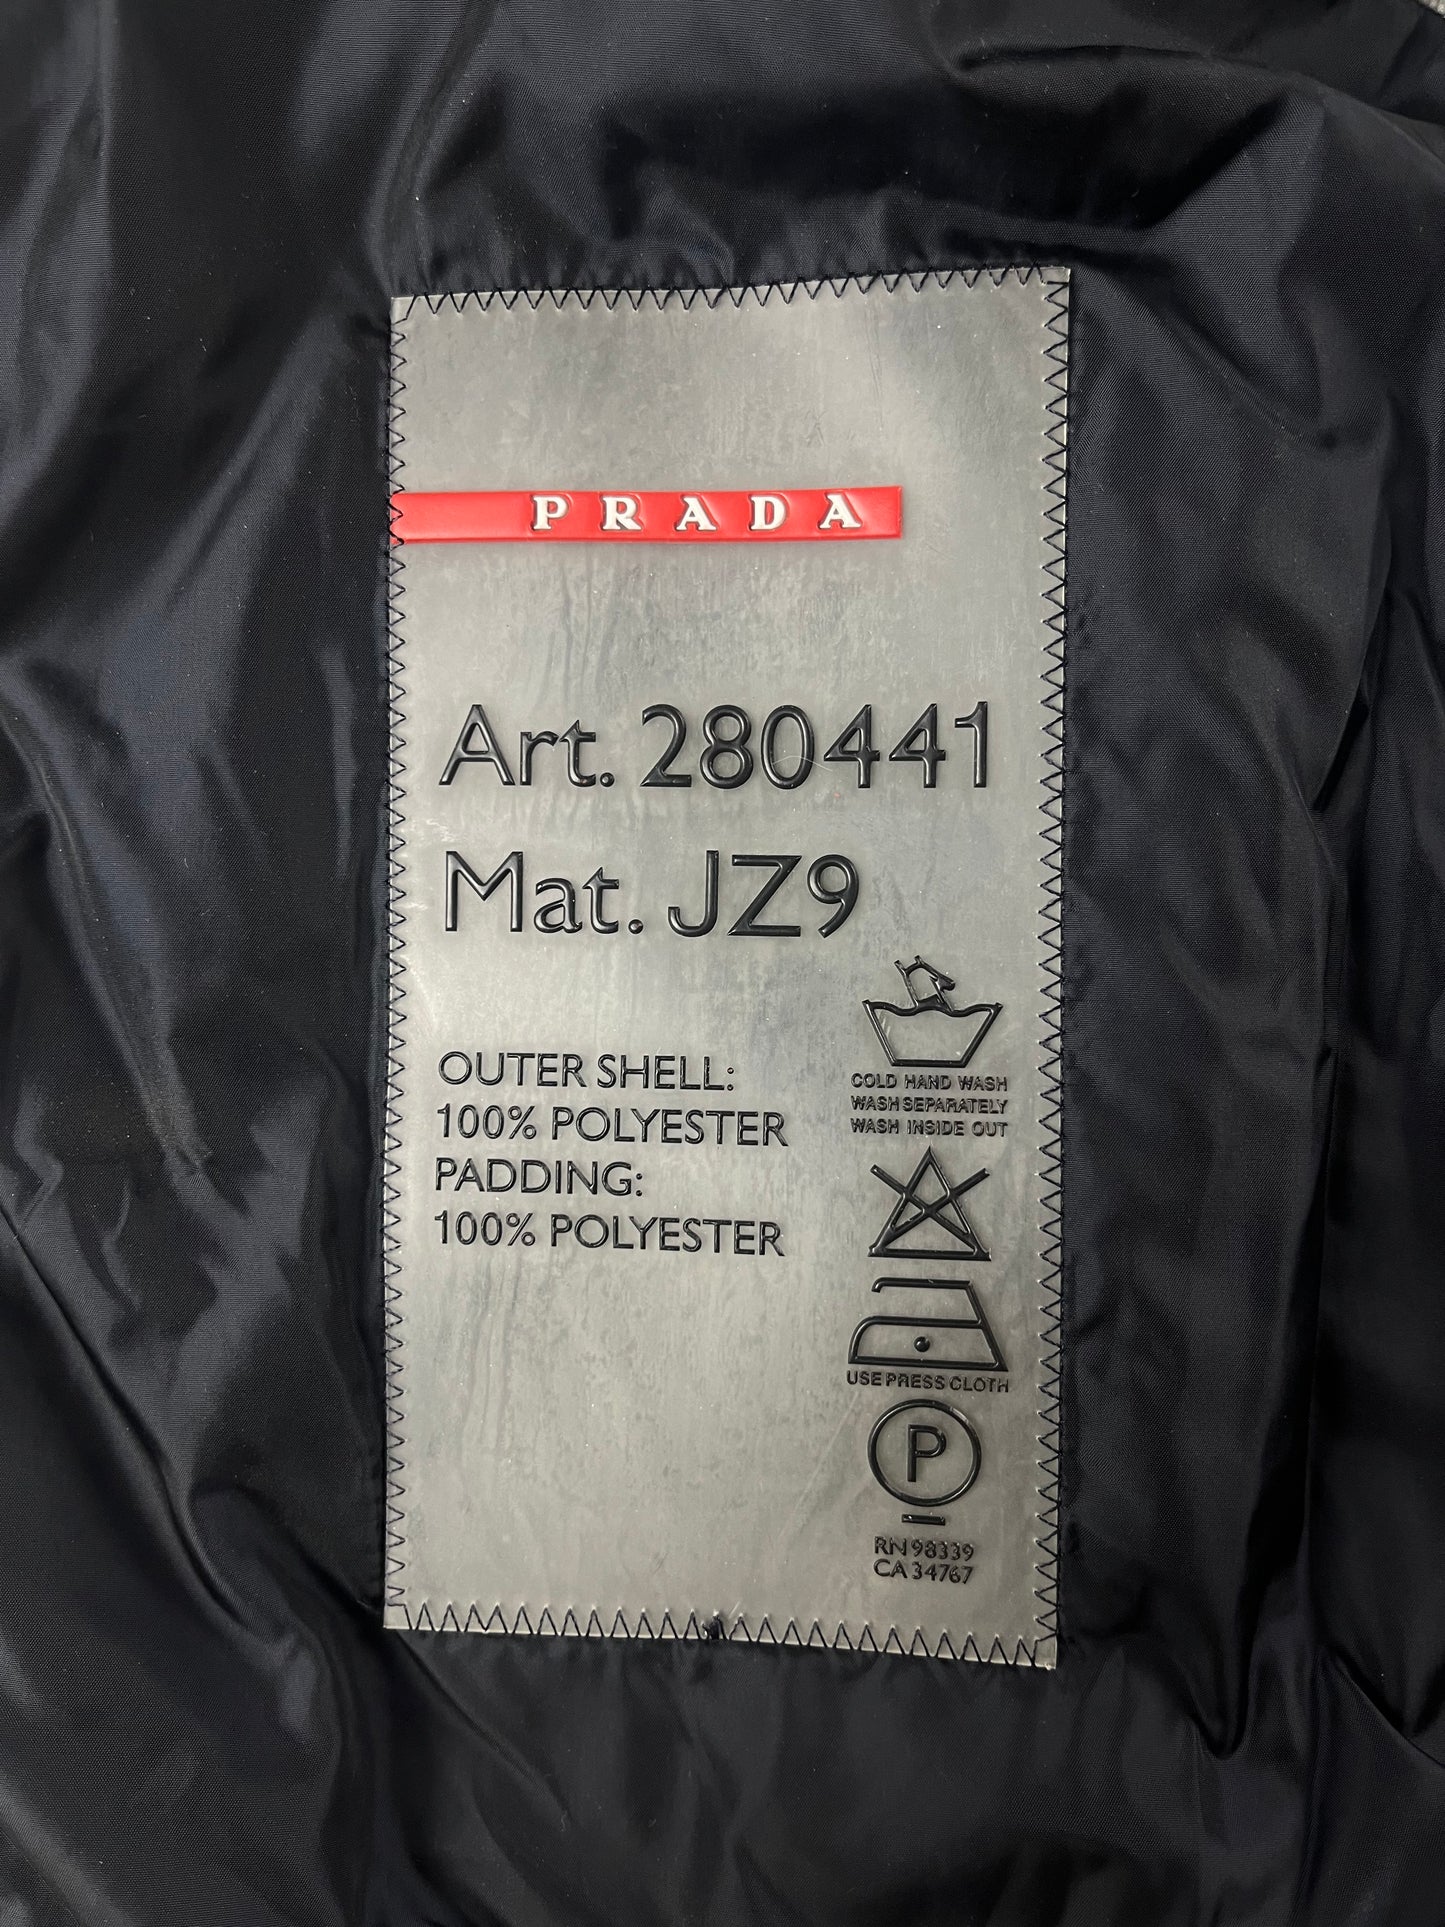 PRADA
Art. 280441
Mat. JZ9
OUTER SHELL:
100% POLYESTER
PADDING:
100% POLYESTER
COLD HAND WASH
WASH SEPARATELY
WASH INSIDE OUT
USE PRESS CLOTH
P
RN 98339
CA 34767